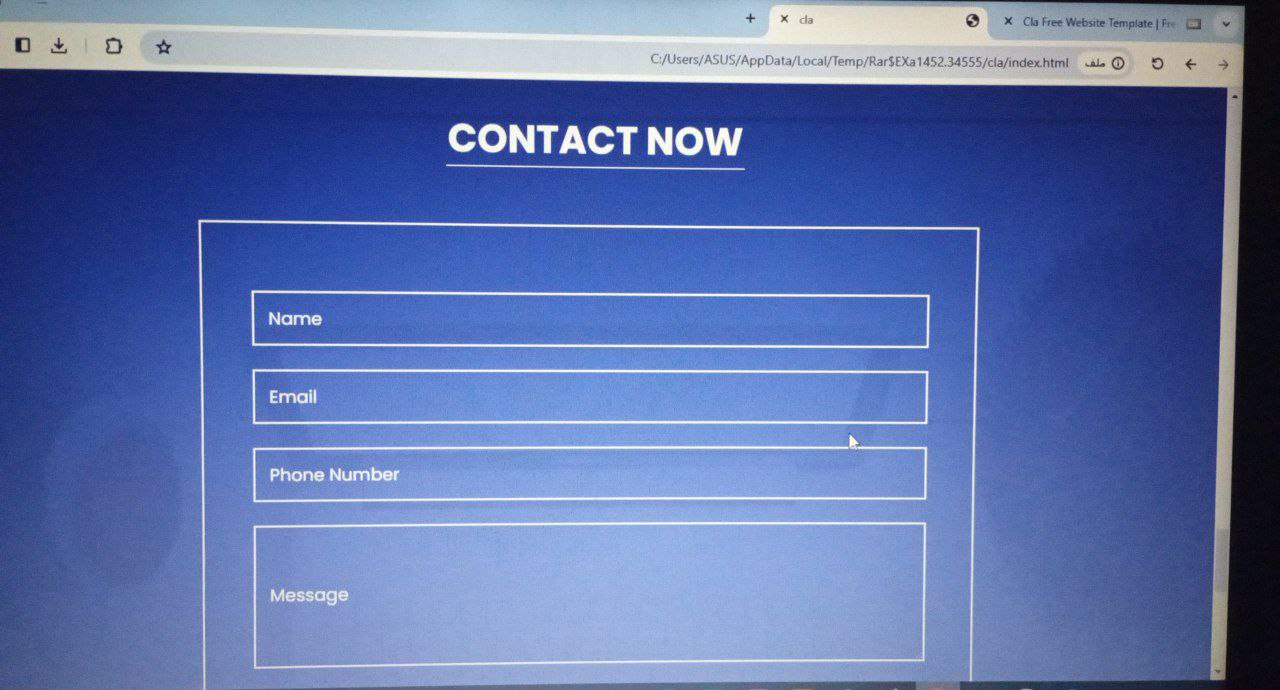 cla
Cla Free Website Template | Fre
C:/Users/ASUS/AppData/Local/Temp/Rar$EXa1452.34555/cla/index.html
ملف
CONTACT NOW
Name
Email
Phone Number
Message